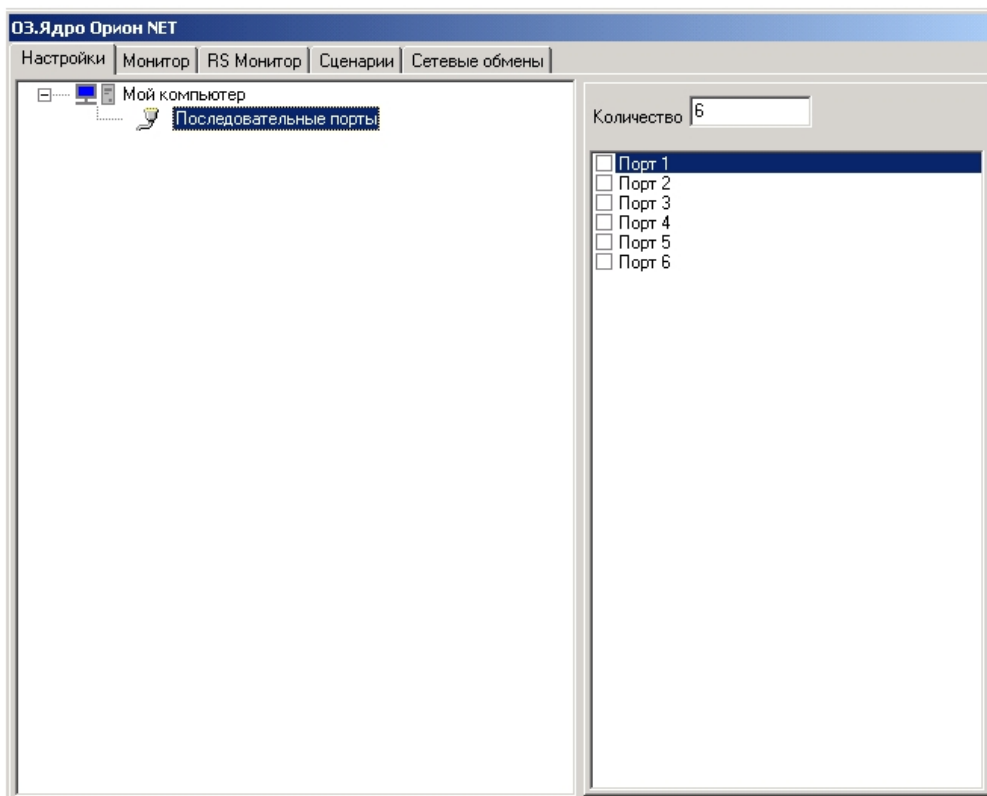 ОЗ.Ядро Орион NET
Настройки Монитор RS Монитор Сценарии Сетевые обмены
Мой компьютер
Последовательные порты
Количество 6
Порт 1
Порт 2
Порт 3
Порт 4
Порт 5
Порт 6